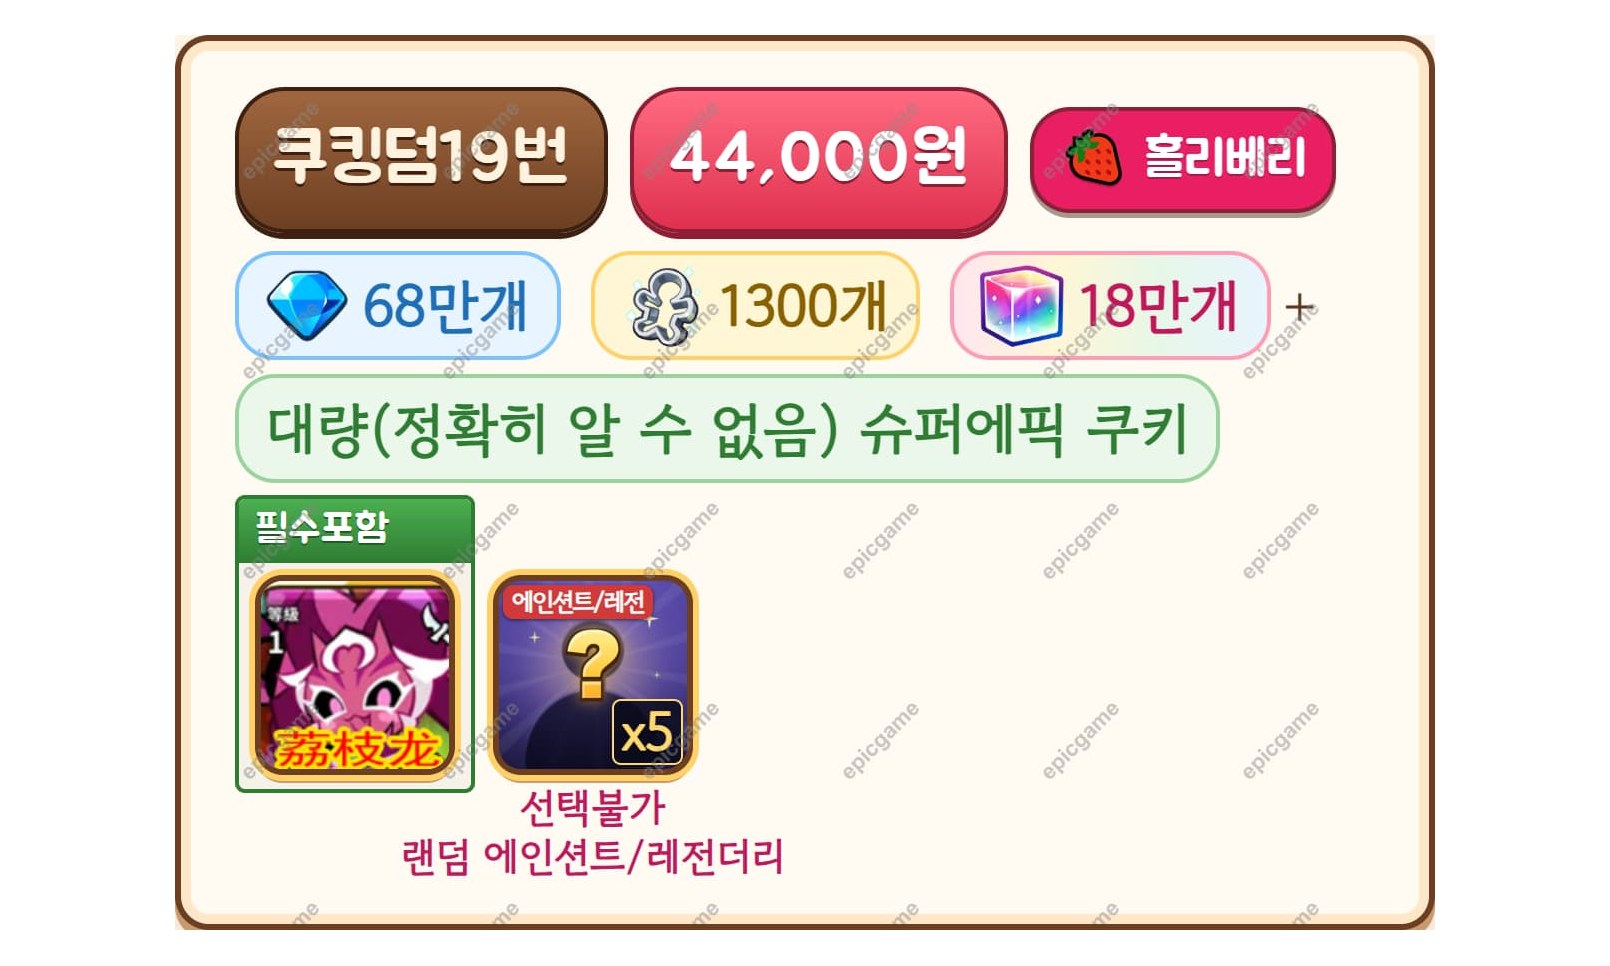 쿠킹덤19번 44,000원 홀리베리
68만개 1300개 18만개 +
대량(정확히 알 수 없음) 슈퍼에픽 쿠키
필수포함
等級
1
荔枝龙
에인션트/레전
?
x5
선택불가
랜덤 에인션트/레전더리
epicgame